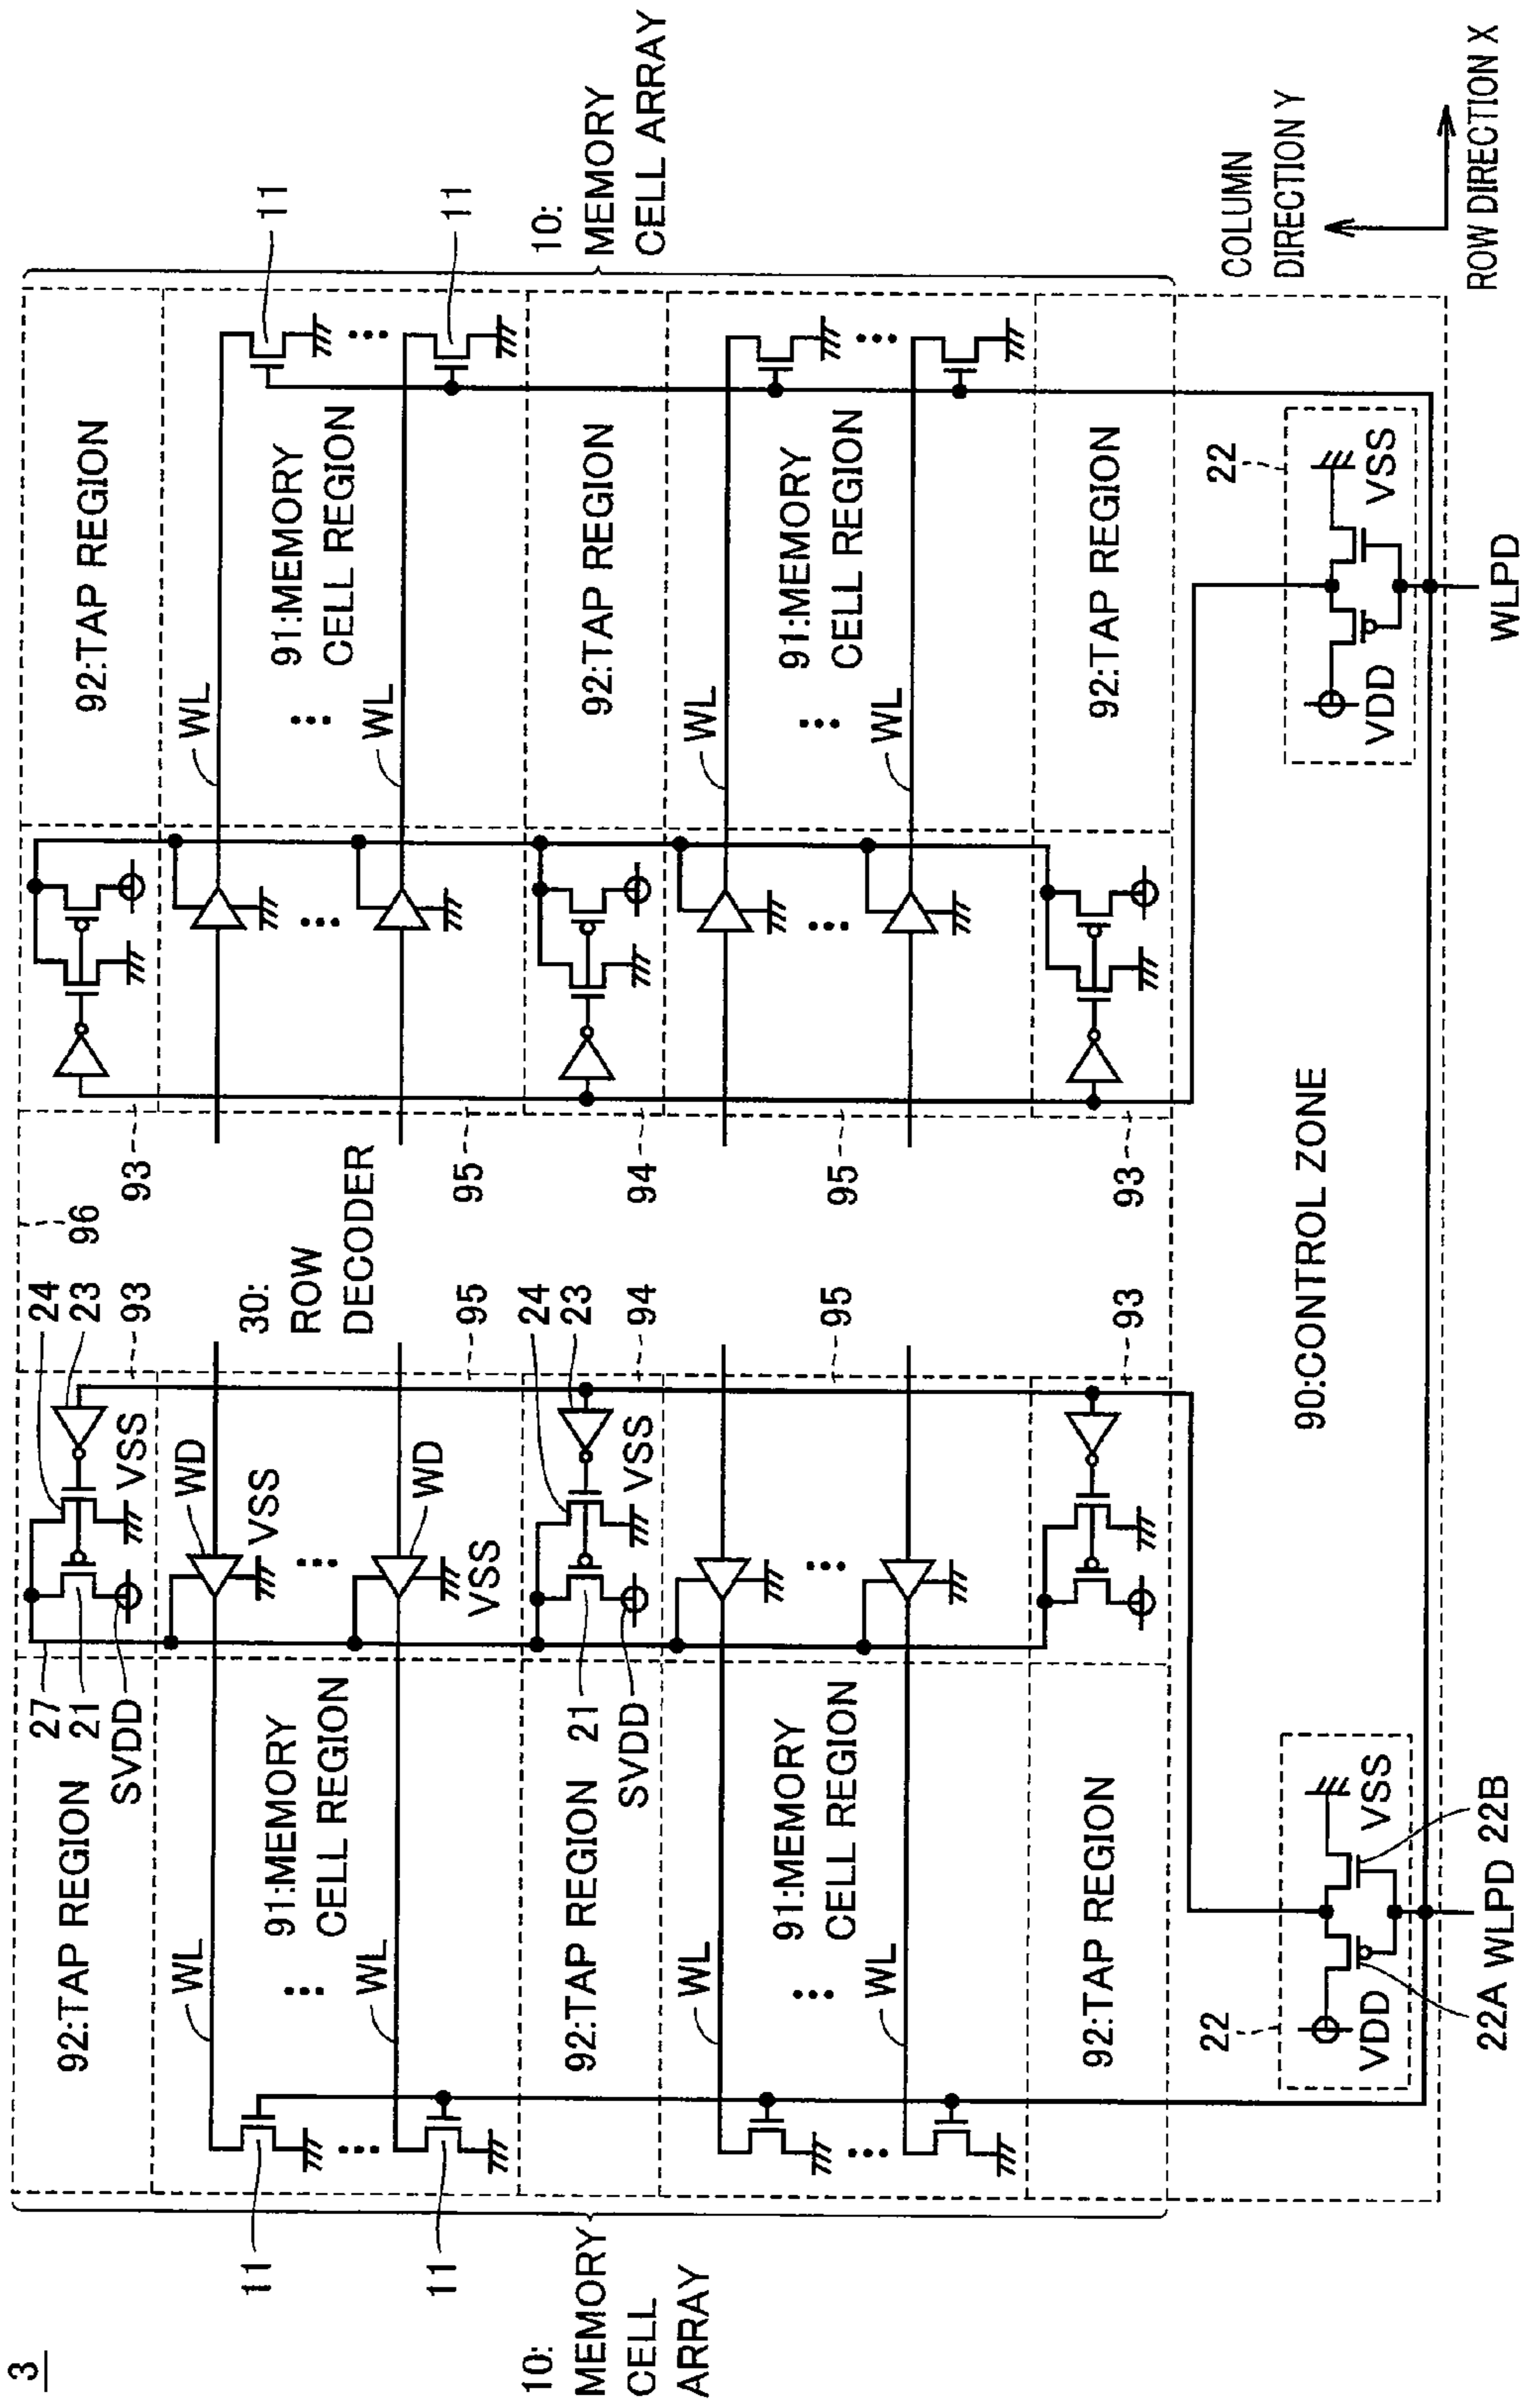 3
27
24
92:TAP REGION
21
23
96
92:TAP REGION
SVDD
VSS
93
93
WL
WD
WL
11
91:MEMORY
CELL REGION
VSS
30:
ROW
DECODER
91:MEMORY
CELL REGION
11
WL
WD
WL
11
VSS
95
95
11
10:
MEMORY
CELL
ARRAY
24
92:TAP REGION
21
23
92:TAP REGION
10:
MEMORY
CELL ARRAY
SVDD
VSS
94
94
WL
WL
91:MEMORY
CELL REGION
95
95
91:MEMORY
CELL REGION
WL
WL
92:TAP REGION
93
93
92:TAP REGION
22
22
COLUMN
DIRECTION Y
90:CONTROL ZONE
VDD
VSS
VDD
VSS
22A WLPD 22B
WLPD
ROW DIRECTION X